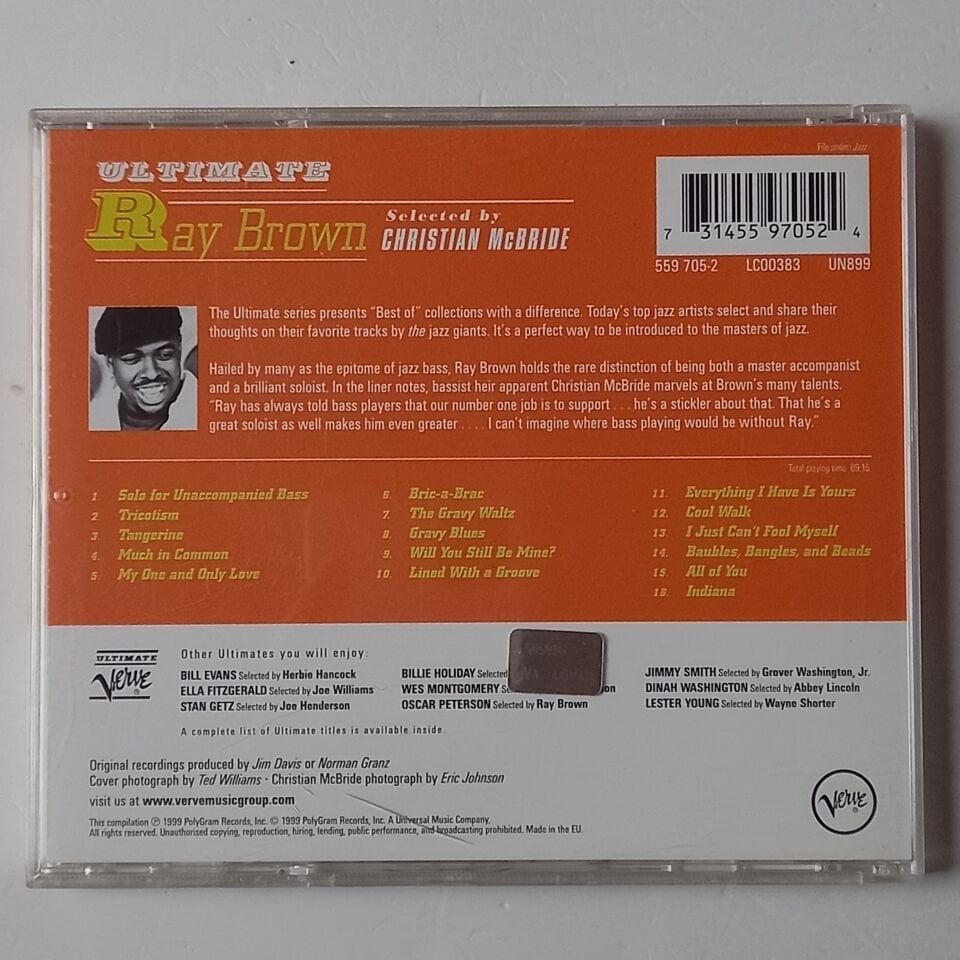 File under: Jazz
ULTIMATE
Ray Brown
Selected by
CHRISTIAN McBRIDE
7 31455 97052 4
559 705-2 LC00383 UN899
The Ultimate series presents "Best of" collections with a difference. Today's top jazz artists select and share their
thoughts on their favorite tracks by the jazz giants. It's a perfect way to be introduced to the masters of jazz.
Hailed by many as the epitome of jazz bass, Ray Brown holds the rare distinction of being both a master accompanist
and a brilliant soloist. In the liner notes, bassist heir apparent Christian McBride marvels at Brown's many talents.
"Ray has always told bass players that our number one job is to support . . . he's a stickler about that. That he's a
great soloist as well makes him even greater . . . . I can't imagine where bass playing would be without Ray."
Total playing time 69:15
1. Solo for Unaccompanied Bass
2. Tricotism
3. Tangerine
4. Much in Common
5. My One and Only Love
6. Bric-a-Brac
7. The Gravy Waltz
8. Gravy Blues
9. Will You Still Be Mine?
10. Lined With a Groove
11. Everything I Have Is Yours
12. Cool Walk
13. I Just Can't Fool Myself
14. Baubles, Bangles, and Beads
15. All of You
16. Indiana
ULTIMATE
Verve
Other Ultimates you will enjoy:
BILL EVANS Selected by Herbie Hancock
ELLA FITZGERALD Selected by Joe Williams
STAN GETZ Selected by Joe Henderson
BILLIE HOLIDAY Selected
WES MONTGOMERY
OSCAR PETERSON Selected by Ray Brown
JIMMY SMITH Selected by Grover Washington, Jr.
DINAH WASHINGTON Selected by Abbey Lincoln
LESTER YOUNG Selected by Wayne Shorter
A complete list of Ultimate titles is available inside
Original recordings produced by Jim Davis or Norman Granz
Cover photograph by Ted Williams · Christian McBride photograph by Eric Johnson
visit us at www.vervemusicgroup.com
This compilation ℗ 1999 PolyGram Records, Inc. © 1999 PolyGram Records, Inc. A Universal Music Company,
All rights reserved. Unauthorised copying, reproduction, hiring, lending, public performance, and broadcasting prohibited. Made in the EU.
Verve